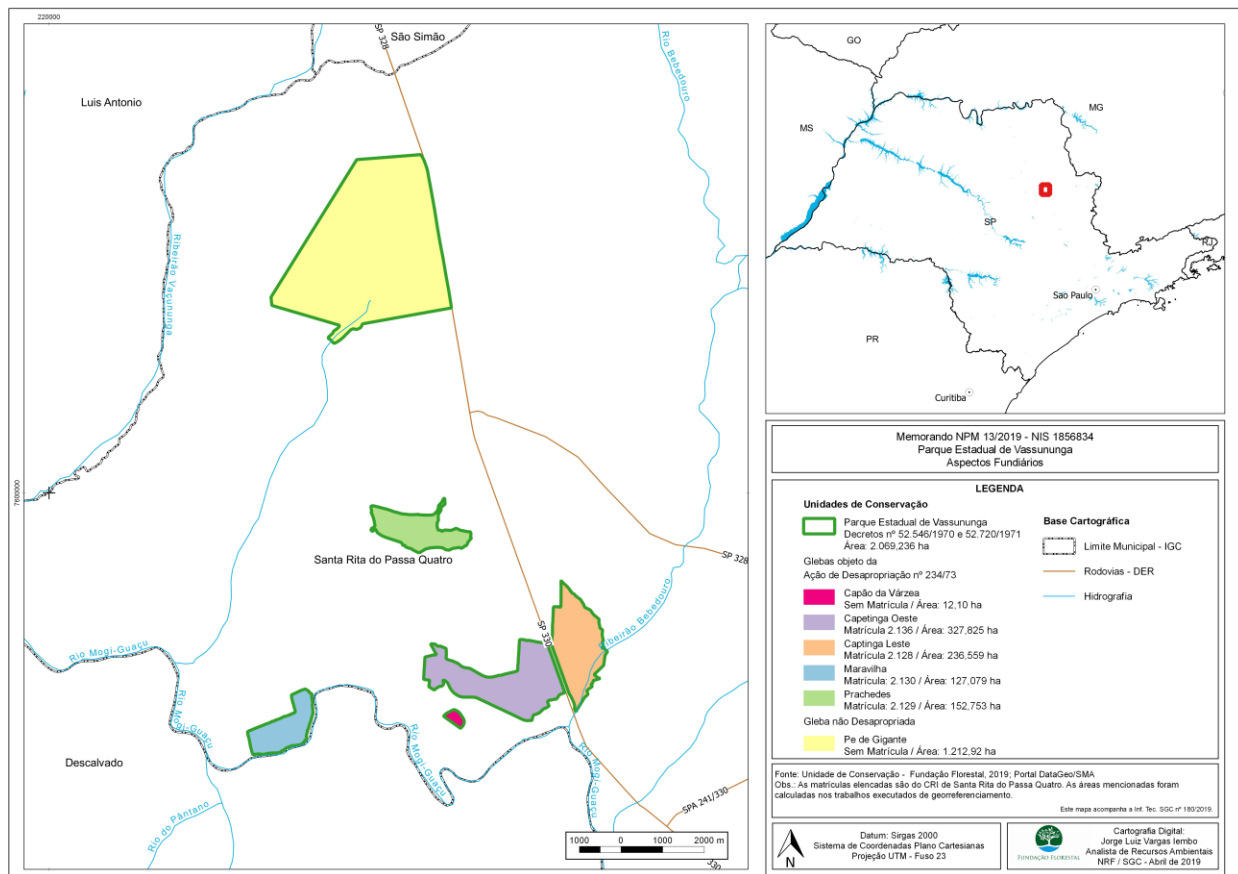 220000
7600000
São Simão
SP 328
Rio Bebedouro
Luis Antonio
Ribeirão Vaçununga
Santa Rita do Passa Quatro
SP 328
SP 330
Ribeirão Bebedouro
Rio Mogi-Guaçu
Rio Mogi-Guaçu
Rio Mogi-Guaçu
Rio Mogi-Guaçu
Descalvado
Rio do Pântano
SPA 241/330
330
1000 0 1000 2000 m
GO
MG
MS
SP
RJ
Sao Paulo
PR
Curitiba
Memorando NPM 13/2019 - NIS 1856834
Parque Estadual de Vassununga
Aspectos Fundiários
LEGENDA
Unidades de Conservação
Parque Estadual de Vassununga
Decretos nº 52.546/1970 e 52.720/1971
Área: 2.069,236 ha
Glebas objeto da
Ação de Desapropriação nº 234/73
Capão da Várzea
Sem Matrícula / Área: 12,10 ha
Capetinga Oeste
Matrícula 2.136 / Área: 327,825 ha
Captinga Leste
Matrícula 2.128 / Área: 236,559 ha
Maravilha
Matrícula: 2.130 / Área: 127,079 ha
Prachedes
Matrícula: 2.129 / Área: 152,753 ha
Gleba não Desapropriada
Pe de Gigante
Sem Matrícula / Área: 1.212,92 ha
Base Cartográfica
Limite Municipal - IGC
Rodovias - DER
Hidrografia
Fonte: Unidade de Conservação - Fundação Florestal, 2019; Portal DataGeo/SMA
Obs.: As matrículas elencadas são do CRI de Santa Rita do Passa Quatro. As áreas mencionadas foram
calculadas nos trabalhos executados de georreferenciamento.
Este mapa acompanha a Inf. Tec. SGC nº 180/2019.
N
Datum: Sirgas 2000
Sistema de Coordenadas Plano Cartesianas
Projeção UTM - Fuso 23
FUNDAÇÃO FLORESTAL
Cartografia Digital:
Jorge Luiz Vargas Iembo
Analista de Recursos Ambientais
NRF / SGC - Abril de 2019